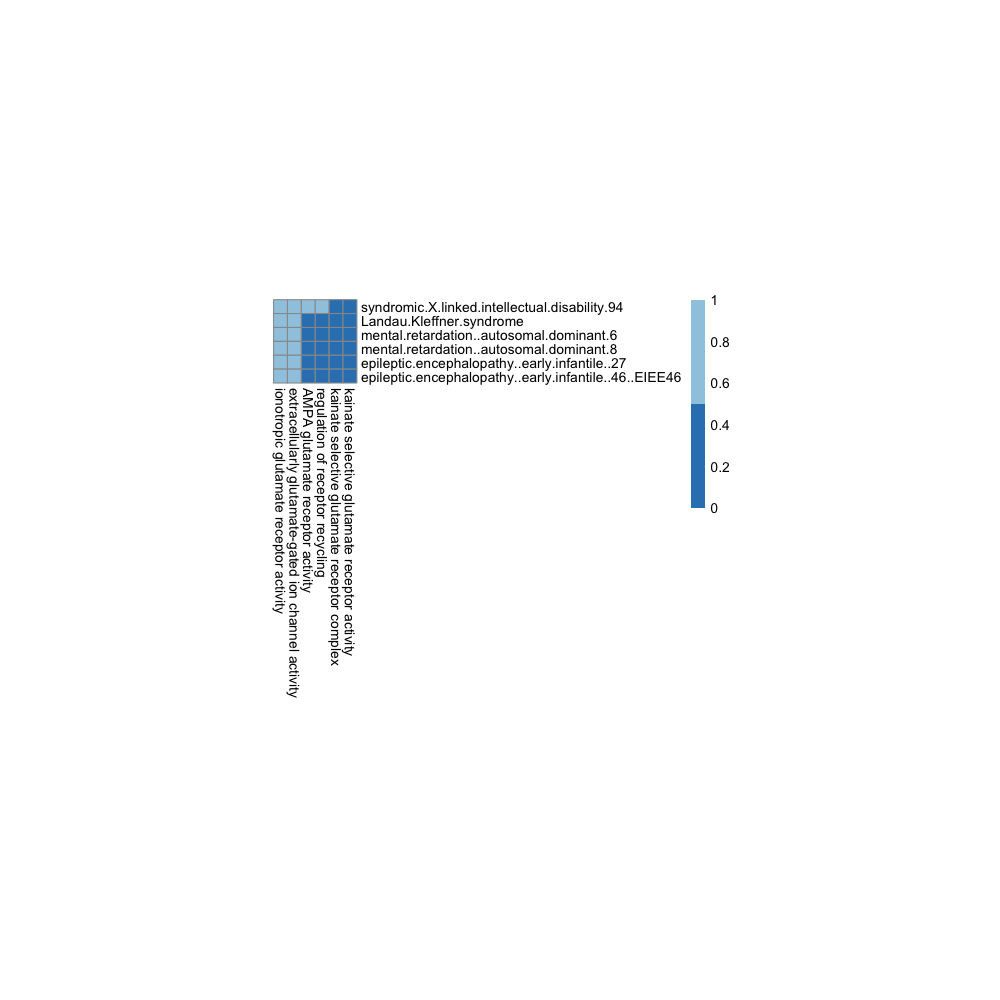 syndromic.X.linked.intellectual.disability.94
Landau.Kleffner.syndrome
mental.retardation..autosomal.dominant.6
mental.retardation..autosomal.dominant.8
epileptic.encephalopathy..early.infantile..27
epileptic.encephalopathy..early.infantile..46..EIEE46
ionotropic glutamate receptor activity
extracellularly glutamate-gated ion channel activity
AMPA glutamate receptor activity
regulation of receptor recycling
kainate selective glutamate receptor complex
kainate selective glutamate receptor activity
1
0.8
0.6
0.4
0.2
0